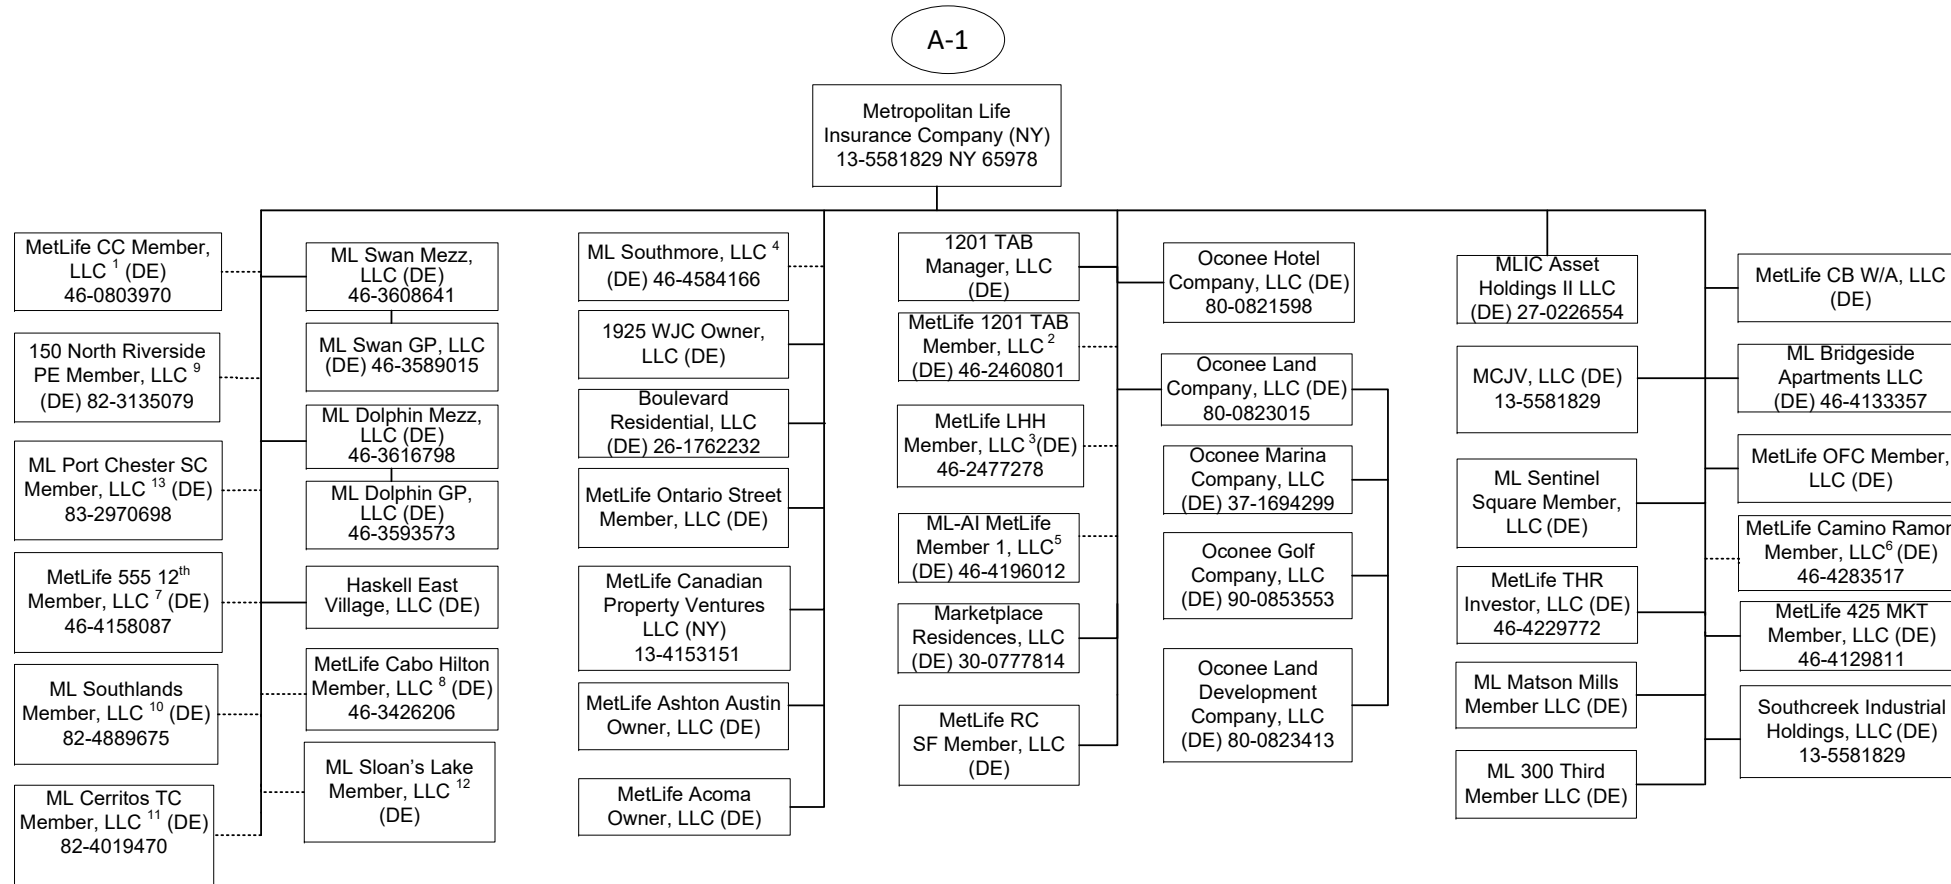 A-1
Metropolitan Life
Insurance Company (NY)
13-5581829 NY 65978
MetLife CC Member,
LLC 1 (DE)
46-0803970
150 North Riverside
PE Member, LLC 9
(DE) 82-3135079
ML Port Chester SC
Member, LLC 13 (DE)
83-2970698
MetLife 555 12th
Member, LLC 7 (DE)
46-4158087
ML Southlands
Member, LLC 10 (DE)
82-4889675
ML Cerritos TC
Member, LLC 11 (DE)
82-4019470
ML Swan Mezz,
LLC (DE)
46-3608641
ML Swan GP, LLC
(DE) 46-3589015
ML Dolphin Mezz,
LLC (DE)
46-3616798
ML Dolphin GP,
LLC (DE)
46-3593573
Haskell East
Village, LLC (DE)
MetLife Cabo Hilton
Member, LLC 8 (DE)
46-3426206
ML Sloan’s Lake
Member, LLC 12
(DE)
ML Southmore, LLC 4
(DE) 46-4584166
1925 WJC Owner,
LLC (DE)
Boulevard
Residential, LLC
(DE) 26-1762232
MetLife Ontario Street
Member, LLC (DE)
MetLife Canadian
Property Ventures
LLC (NY)
13-4153151
MetLife Ashton Austin
Owner, LLC (DE)
MetLife Acoma
Owner, LLC (DE)
1201 TAB
Manager, LLC
(DE)
MetLife 1201 TAB
Member, LLC 2
(DE) 46-2460801
MetLife LHH
Member, LLC 3(DE)
46-2477278
ML-AI MetLife
Member 1, LLC5
(DE) 46-4196012
Marketplace
Residences, LLC
(DE) 30-0777814
MetLife RC
SF Member, LLC
(DE)
Oconee Hotel
Company, LLC (DE)
80-0821598
Oconee Land
Company, LLC (DE)
80-0823015
Oconee Marina
Company, LLC
(DE) 37-1694299
Oconee Golf
Company, LLC
(DE) 90-0853553
Oconee Land
Development
Company, LLC
(DE) 80-0823413
MLIC Asset
Holdings II LLC
(DE) 27-0226554
MCJV, LLC (DE)
13-5581829
ML Sentinel
Square Member,
LLC (DE)
MetLife THR
Investor, LLC (DE)
46-4229772
ML Matson Mills
Member LLC (DE)
ML 300 Third
Member LLC (DE)
MetLife CB W/A, LLC
(DE)
ML Bridgeside
Apartments LLC
(DE) 46-4133357
MetLife OFC Member,
LLC (DE)
MetLife Camino Ramon
Member, LLC6 (DE)
46-4283517
MetLife 425 MKT
Member, LLC (DE)
46-4129811
Southcreek Industrial
Holdings, LLC (DE)
13-5581829